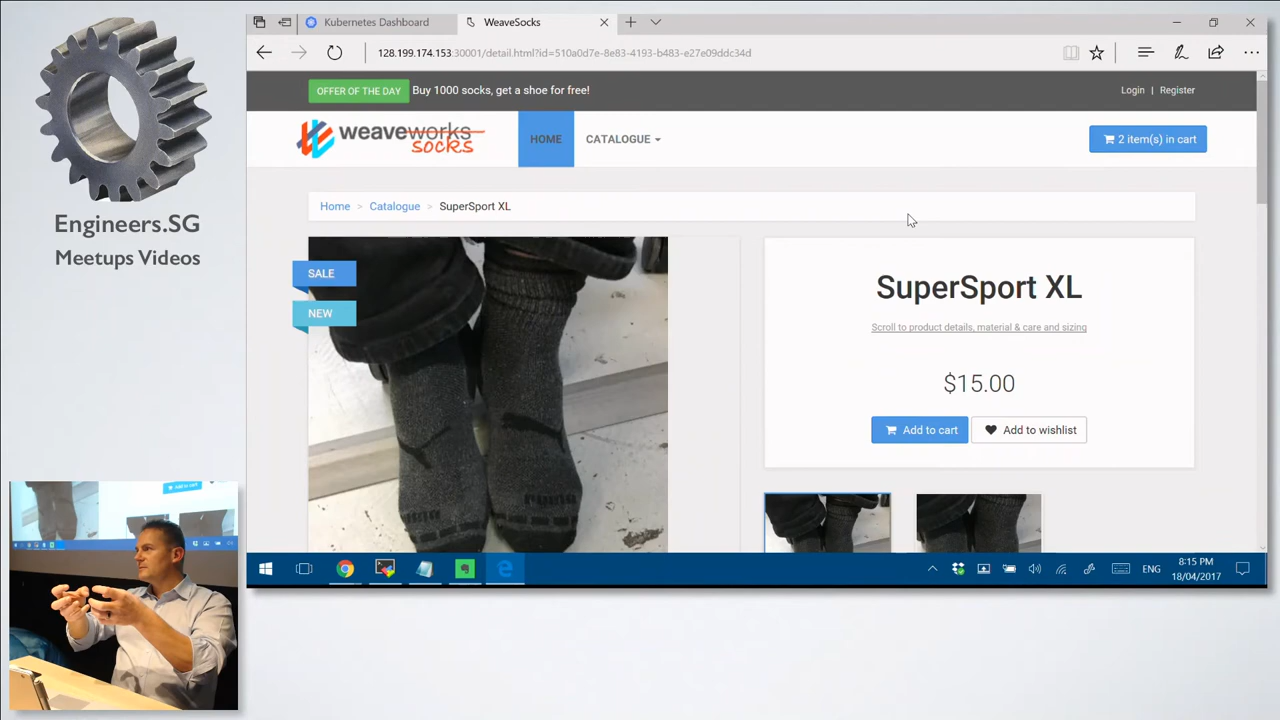 Engineers.SG
Meetups Videos
Kubernetes Dashboard
WeaveSocks
128.199.174.153:30001/detail.html?id=510a0d7e-8e83-4193-b483-e27e09ddc34d
OFFER OF THE DAY Buy 1000 socks, get a shoe for free!
Login | Register
weaveworks
socks
HOME
CATALOGUE
2 item(s) in cart
Home > Catalogue > SuperSport XL
SALE
NEW
SuperSport XL
Scroll to product details, material & care and sizing
$15.00
Add to cart
Add to wishlist
ENG
8:15 PM
18/04/2017